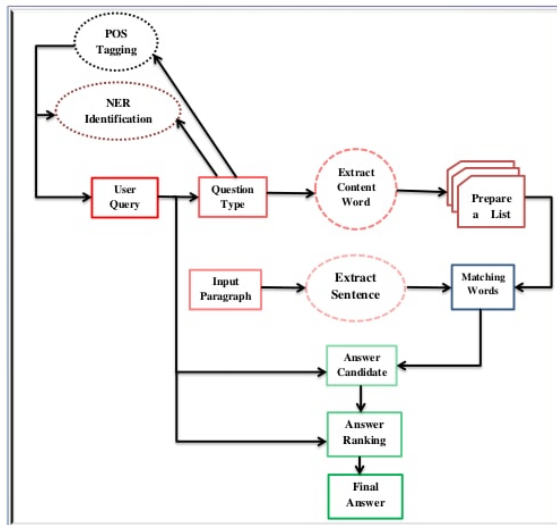 POS
Tagging
NER
Identification
User
Query
Question
Type
Extract
Content
Word
Prepare
a List
Input
Paragraph
Extract
Sentence
Matching
Words
Answer
Candidate
Answer
Ranking
Final
Answer